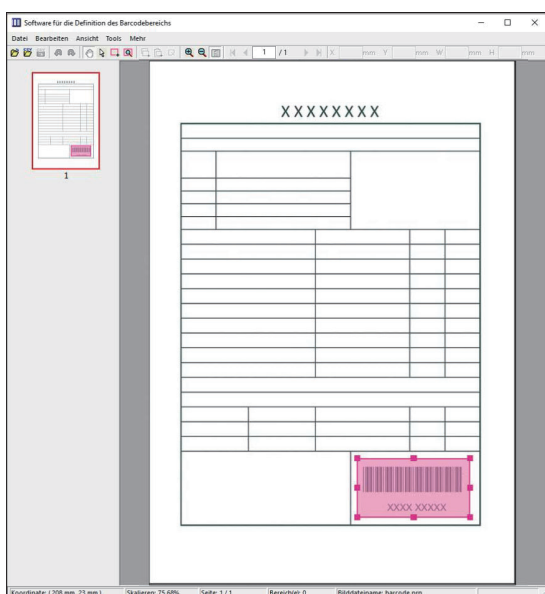 Software für die Definition des Barcodebereichs
Datei Bearbeiten Ansicht Tools Mehr
1 /1 X mm Y mm W mm H mm
XXXXXXXX
1
XXXX XXXXX
Koordinate: ( 208 mm, 23 mm ) Skalieren: 75.68% Seite: 1 / 1 Bereich(e): 0 Bilddateiname: barcode.prn